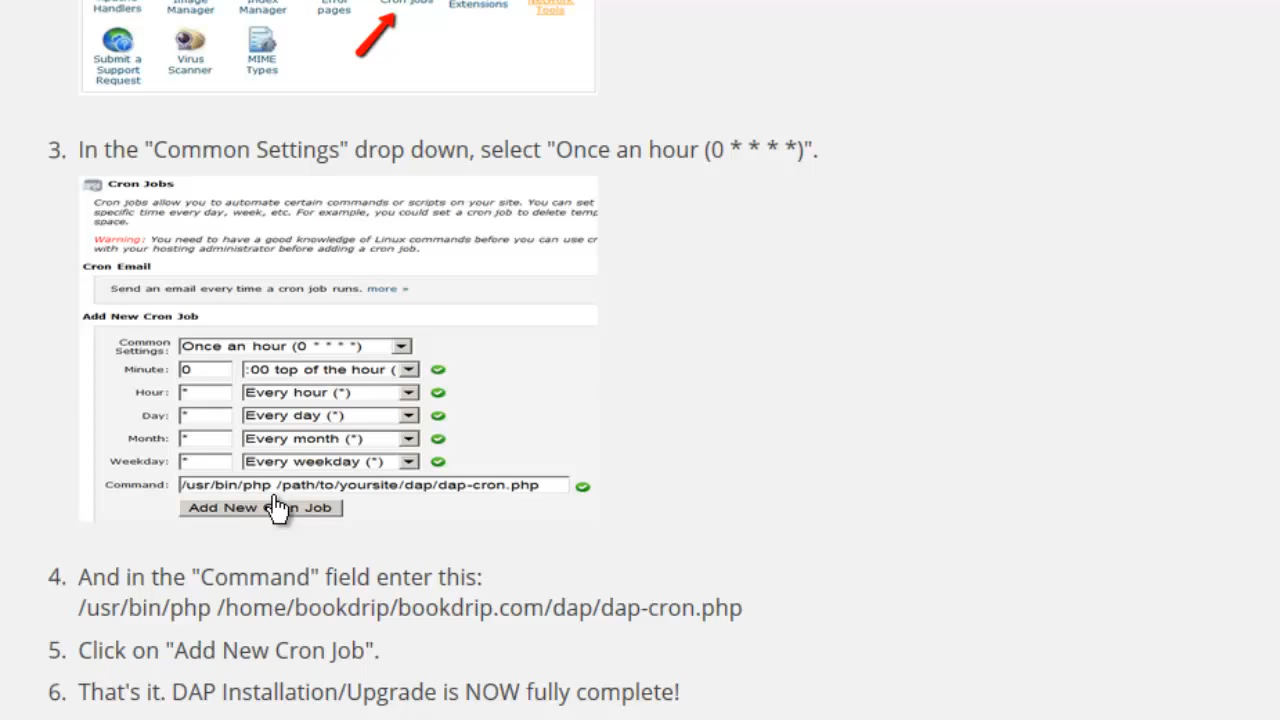 Handlers
Manager
Manager
pages
Cron jobs
Extensions
Network
Tools
Submit a
Support
Request
Virus
Scanner
MIME
Types
3. In the "Common Settings" drop down, select "Once an hour (0 * * * *)".
Cron Jobs
Cron jobs allow you to automate certain commands or scripts on your site. You can set
specific time every day, week, etc. For example, you could set a cron job to delete temp
space.
Warning: You need to have a good knowledge of Linux commands before you can use cr
with your hosting administrator before adding a cron job.
Cron Email
Send an email every time a cron job runs. more »
Add New Cron Job
Common
Settings: Once an hour (0 * * * *)
Minute: 0 :00 top of the hour (
Hour: * Every hour (*)
Day: * Every day (*)
Month: * Every month (*)
Weekday: * Every weekday (*)
Command: /usr/bin/php /path/to/yoursite/dap/dap-cron.php
Add New Cron Job
4. And in the "Command" field enter this:
/usr/bin/php /home/bookdrip/bookdrip.com/dap/dap-cron.php
5. Click on "Add New Cron Job".
6. That's it. DAP Installation/Upgrade is NOW fully complete!